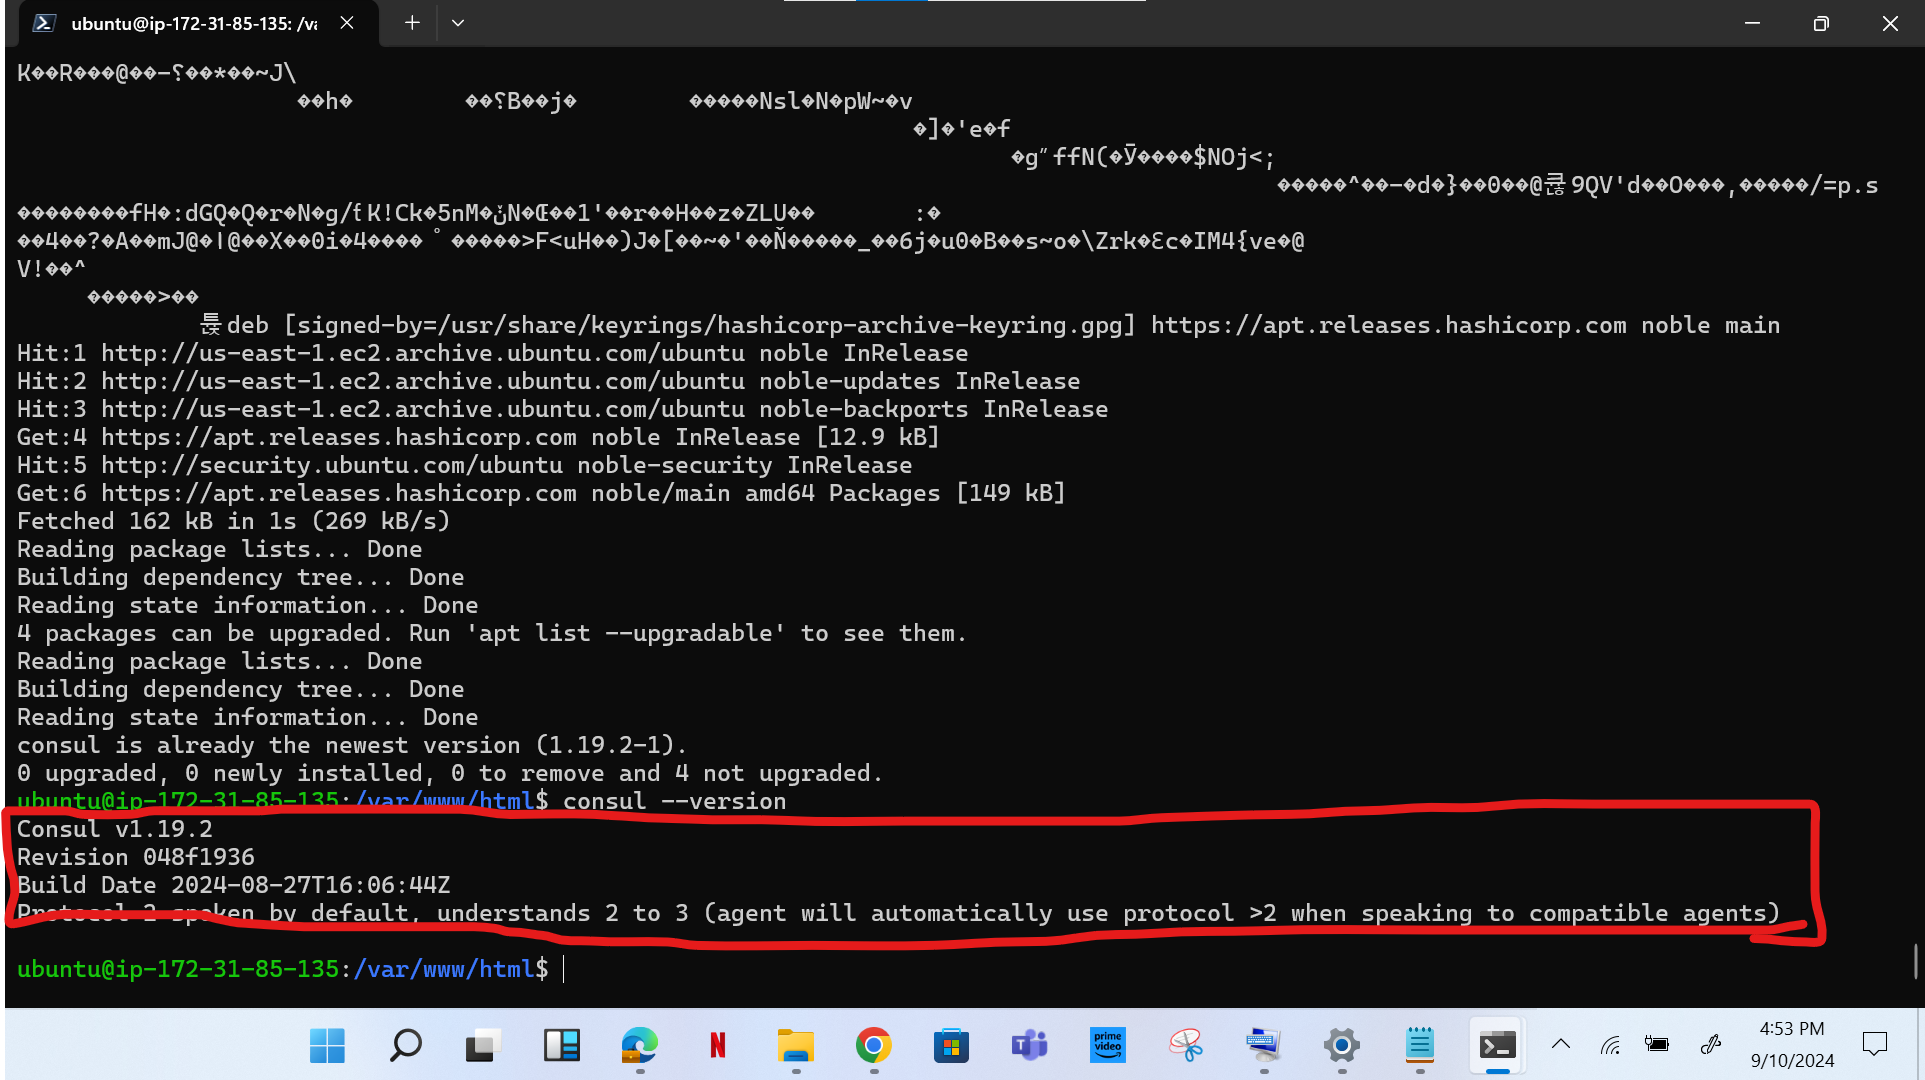 ubuntu@ip-172-31-85-135: /va
K��R���@��-؟��*��~J\
��h� ��؟B��j� �����Nsl�N�pW~�v
�]�'e�f
�����^��-�d�}��0��@쿊9QV'd��O���,�����/=p.s
V!��^
�����>��
deb [signed-by=/usr/share/keyrings/hashicorp-archive-keyring.gpg] https://apt.releases.hashicorp.com noble main
Hit:1 http://us-east-1.ec2.archive.ubuntu.com/ubuntu noble InRelease
Hit:2 http://us-east-1.ec2.archive.ubuntu.com/ubuntu noble-updates InRelease
Hit:3 http://us-east-1.ec2.archive.ubuntu.com/ubuntu noble-backports InRelease
Get:4 https://apt.releases.hashicorp.com noble InRelease [12.9 kB]
Hit:5 http://security.ubuntu.com/ubuntu noble-security InRelease
Get:6 https://apt.releases.hashicorp.com noble/main amd64 Packages [149 kB]
Fetched 162 kB in 1s (269 kB/s)
Reading package lists... Done
Building dependency tree... Done
Reading state information... Done
4 packages can be upgraded. Run 'apt list --upgradable' to see them.
Reading package lists... Done
Building dependency tree... Done
Reading state information... Done
consul is already the newest version (1.19.2-1).
0 upgraded, 0 newly installed, 0 to remove and 4 not upgraded.
ubuntu@ip-172-31-85-135:/var/www/html$ consul --version
Consul v1.19.2
Revision 048f1936
Build Date 2024-08-27T16:06:44Z
Protocol 2 spoken by default, understands 2 to 3 (agent will automatically use protocol >2 when speaking to compatible agents)
ubuntu@ip-172-31-85-135:/var/www/html$
N
T
prime video
4:53 PM
9/10/2024